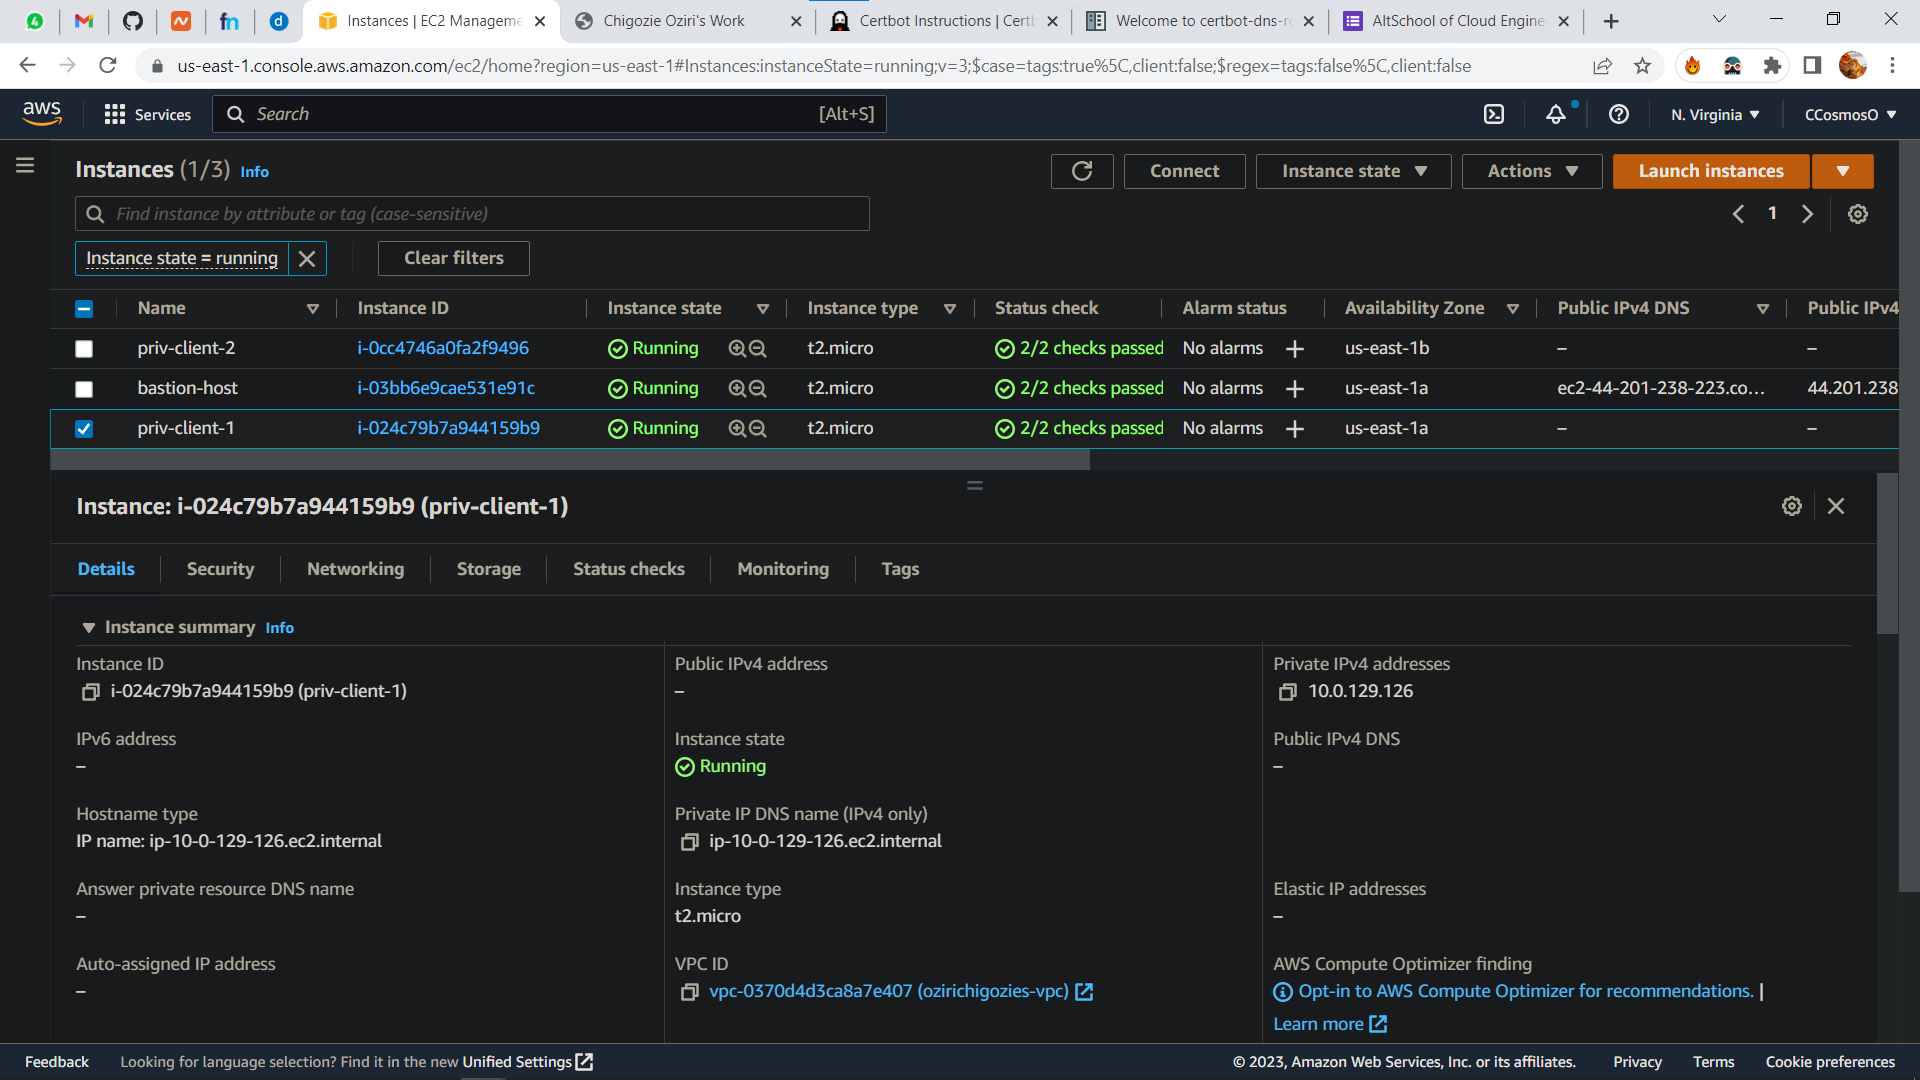 Instances | EC2 Manageme
Chigozie Oziri's Work
Certbot Instructions | Certb
Welcome to certbot-dns-ro
AltSchool of Cloud Engine
us-east-1.console.aws.amazon.com/ec2/home?region=us-east-1#Instances:instanceState=running;v=3;$case=tags:true%5C,client:false;$regex=tags:false%5C,client:false
aws Services Search [Alt+S] N. Virginia ▼ CCosmosO ▼
Instances (1/3) Info
Connect Instance state ▼ Actions ▼ Launch instances ▼
Find instance by attribute or tag (case-sensitive)
1
Instance state = running Clear filters
Name Instance ID Instance state Instance type Status check Alarm status Availability Zone Public IPv4 DNS Public IPv4
priv-client-2 i-0cc4746a0fa2f9496 Running t2.micro 2/2 checks passed No alarms + us-east-1b – –
bastion-host i-03bb6e9cae531e91c Running t2.micro 2/2 checks passed No alarms + us-east-1a ec2-44-201-238-223.co... 44.201.238
priv-client-1 i-024c79b7a944159b9 Running t2.micro 2/2 checks passed No alarms + us-east-1a – –
Instance: i-024c79b7a944159b9 (priv-client-1)
Details Security Networking Storage Status checks Monitoring Tags
▼ Instance summary Info
Instance ID
i-024c79b7a944159b9 (priv-client-1)
Public IPv4 address
–
Private IPv4 addresses
10.0.129.126
IPv6 address
–
Instance state
Running
Public IPv4 DNS
–
Hostname type
IP name: ip-10-0-129-126.ec2.internal
Private IP DNS name (IPv4 only)
ip-10-0-129-126.ec2.internal
Answer private resource DNS name
–
Instance type
t2.micro
Elastic IP addresses
–
Auto-assigned IP address
–
VPC ID
vpc-0370d4d3ca8a7e407 (ozirichigozies-vpc)
AWS Compute Optimizer finding
Opt-in to AWS Compute Optimizer for recommendations. |
Learn more
Feedback Looking for language selection? Find it in the new Unified Settings © 2023, Amazon Web Services, Inc. or its affiliates. Privacy Terms Cookie preferences